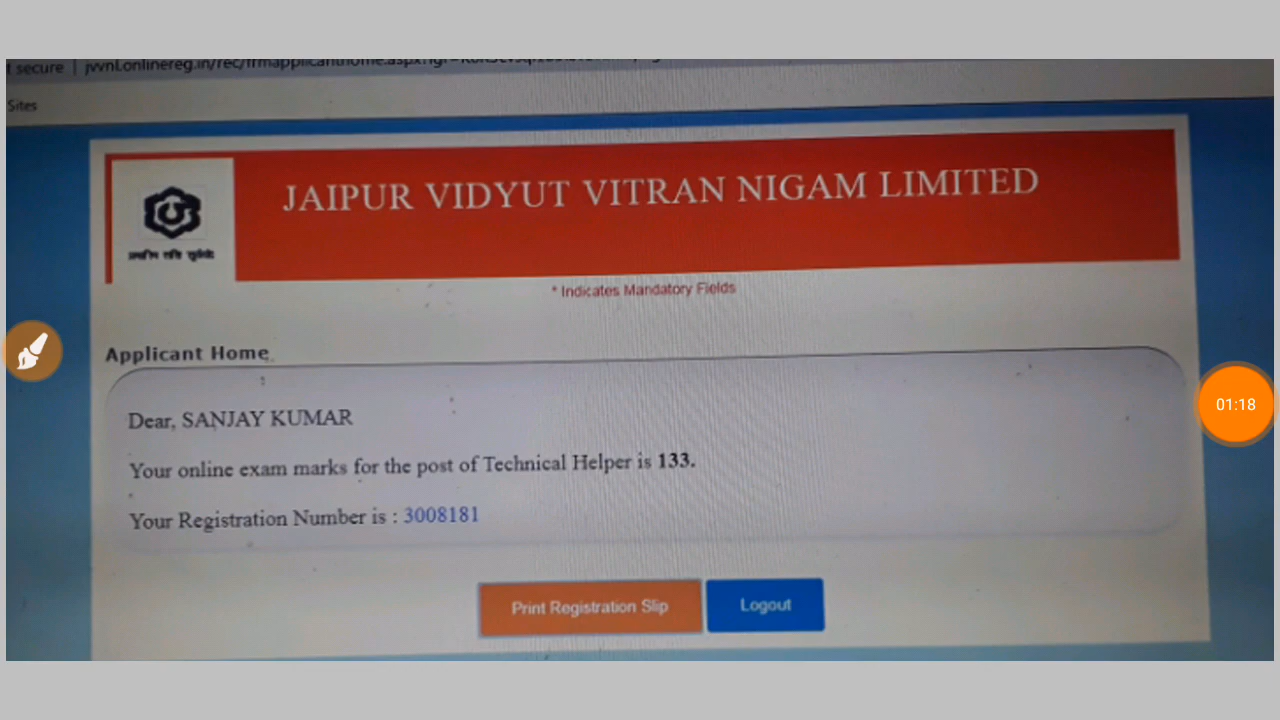 t secure | jvvnl.onlinereg.in/rec/frmapplicanthome.aspx
Sites
JAIPUR VIDYUT VITRAN NIGAM LIMITED
* Indicates Mandatory Fields
Applicant Home
Dear, SANJAY KUMAR
Your online exam marks for the post of Technical Helper is 133.
Your Registration Number is : 3008181
Print Registration Slip
Logout
01:18